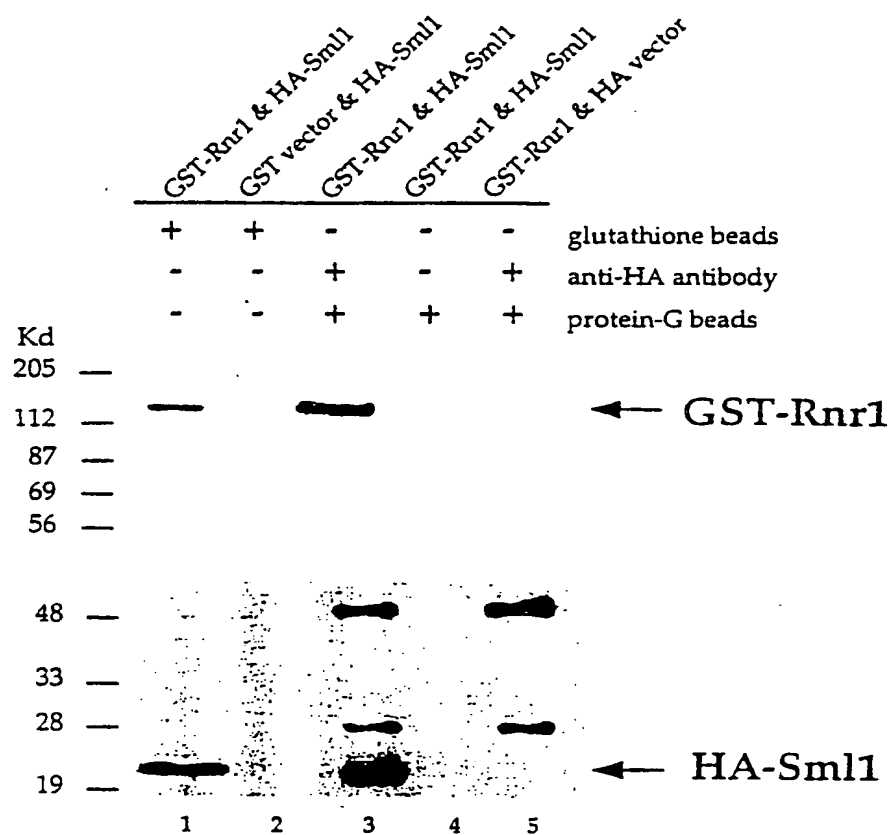 GST-Rnr1 & HA-Sml1
GST vector & HA-Sml1
GST-Rnr1 & HA-Sml1
GST-Rnr1 & HA-Sml1
GST-Rnr1 & HA vector
+ + - - - glutathione beads
- - + - + anti-HA antibody
- - + + + protein-G beads
Kd
205
112
GST-Rnr1
87
69
56
48
33
28
19
HA-Sml1
1 2 3 4 5